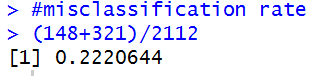 > #misclassification rate
> (148+321)/2112
[1] 0.2220644